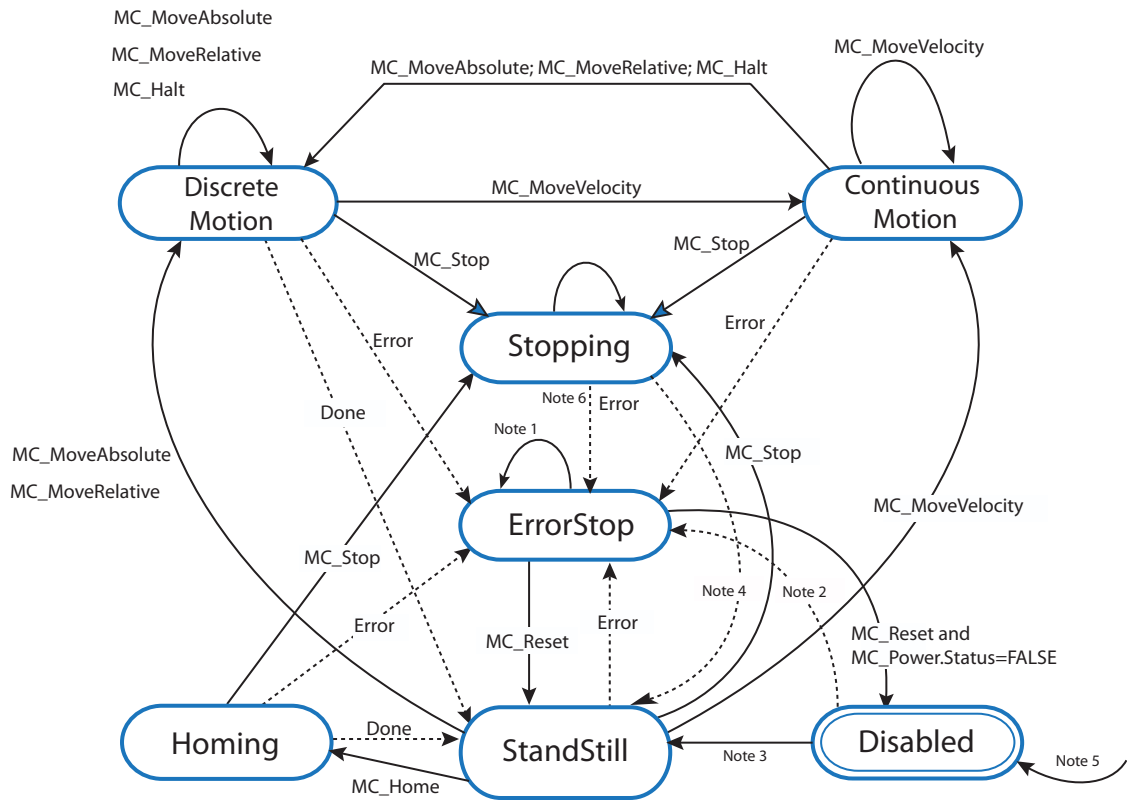 MC_MoveAbsolute
MC_MoveRelative
MC_Halt
MC_MoveAbsolute; MC_MoveRelative; MC_Halt
MC_MoveVelocity
Discrete
Motion
MC_MoveVelocity
Continuous
Motion
MC_Stop
MC_Stop
Stopping
Error
Error
Note 6
Error
Done
Note 1
MC_Stop
MC_MoveAbsolute
MC_MoveRelative
ErrorStop
MC_MoveVelocity
MC_Stop
Note 4
Note 2
Error
MC_Reset
Error
MC_Reset and
MC_Power.Status=FALSE
Homing
Done
StandStill
Note 3
Disabled
Note 5
MC_Home